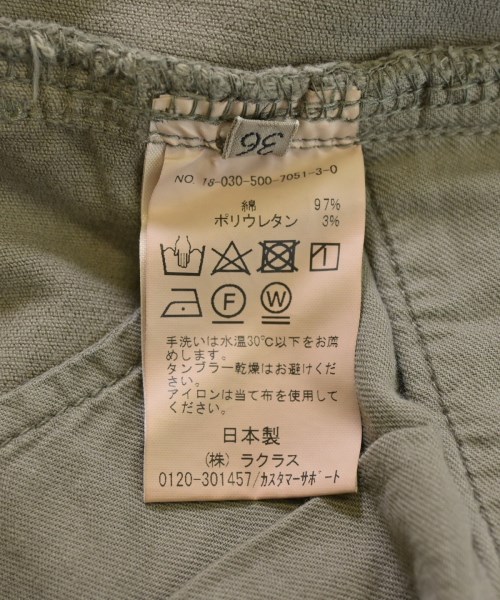 36
NO. 18-030-500-7051-3-0
綿 97%
ポリウレタン 3%
F W
手洗いは水温30℃以下をお薦
めします。
タンブラー乾燥はお避けくださ
い。
アイロンは当て布を使用して
ください。
日本製
(株) ラクラス
0120-301457/カスタマーサポート